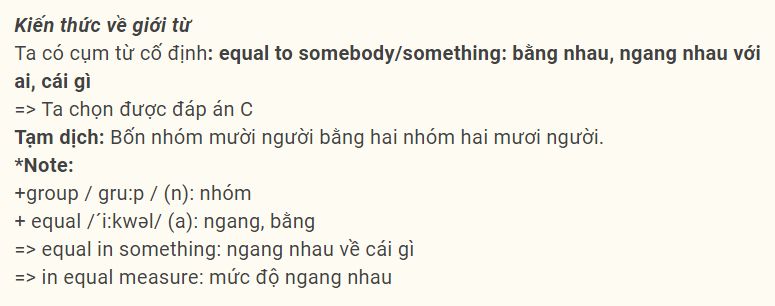 Kiến thức về giới từ
Ta có cụm từ cố định: equal to somebody/something: bằng nhau, ngang nhau với
ai, cái gì
=> Ta chọn được đáp án C
Tạm dịch: Bốn nhóm mười người bằng hai nhóm hai mươi người.
*Note:
+group / gru:p / (n): nhóm
+ equal /´i:kwəl/ (a): ngang, bằng
=> equal in something: ngang nhau về cái gì
=> in equal measure: mức độ ngang nhau